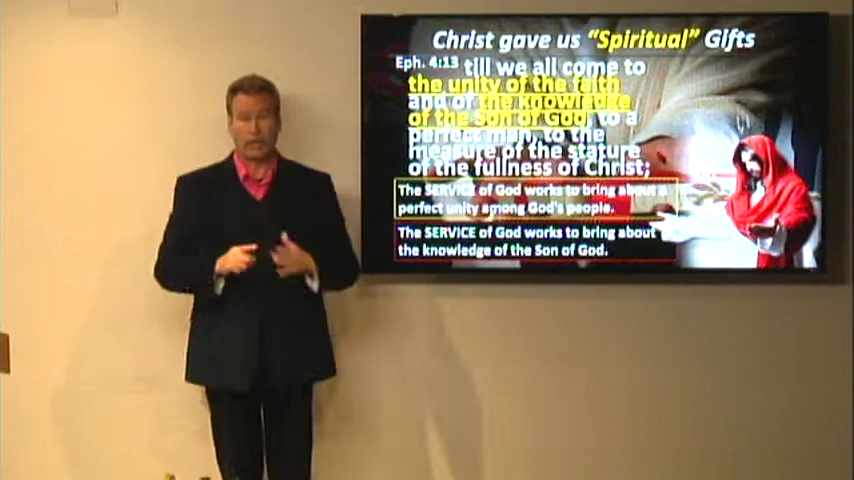 Christ gave us "Spiritual" Gifts
Eph. 4:13 till we all come to
the unity of the faith
and of the knowledge
of the Son of God, to a
perfect man, to the
measure of the stature
of the fullness of Christ;
The SERVICE of God works to bring about a
perfect unity among God's people.
The SERVICE of God works to bring about
the knowledge of the Son of God.